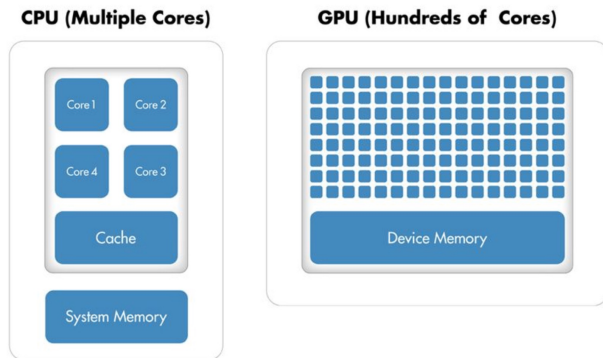 CPU (Multiple Cores)
GPU (Hundreds of Cores)
Core 1
Core 2
Core 4
Core 3
Cache
System Memory
Device Memory